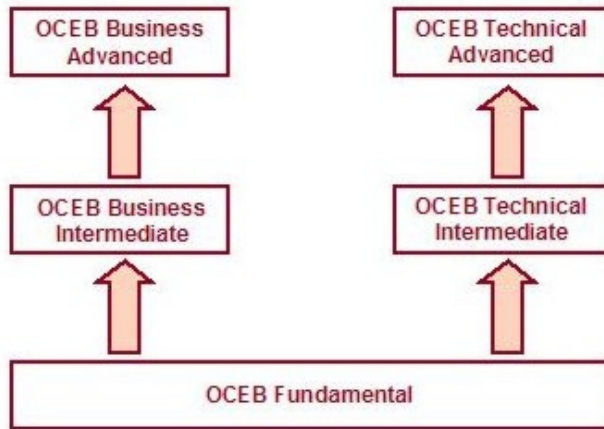 OCEB Business
Advanced
OCEB Technical
Advanced
OCEB Business
Intermediate
OCEB Technical
Intermediate
OCEB Fundamental